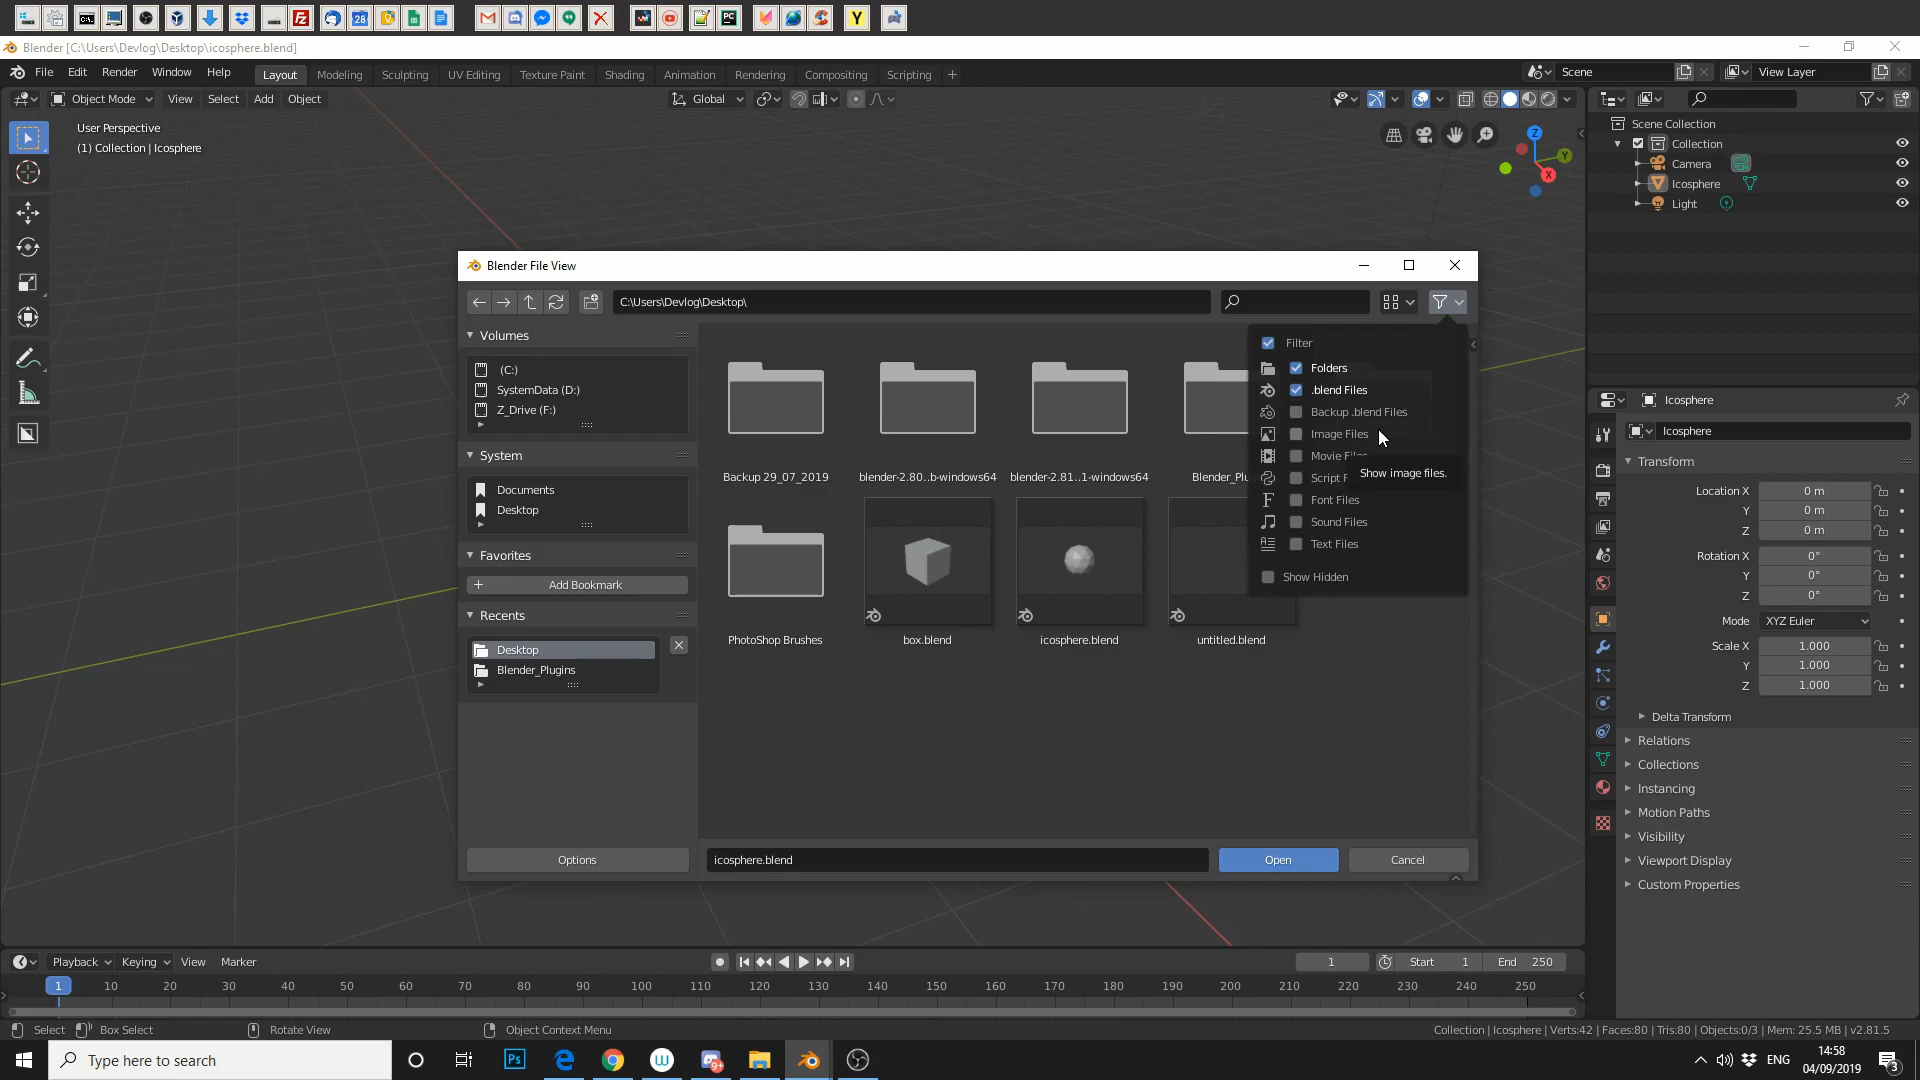 Blender [C:\Users\Devlog\Desktop\icosphere.blend]
File Edit Render Window Help Layout Modeling Sculpting UV Editing Texture Paint Shading Animation Rendering Compositing Scripting + Scene View Layer
Object Mode View Select Add Object Global
User Perspective
(1) Collection | Icosphere
Z
Y
X
Scene Collection
Collection
Camera
Icosphere
Light
Blender File View
C:\Users\Devlog\Desktop\
Volumes
(C:)
SystemData (D:)
Z_Drive (F:)
System
Documents
Desktop
Favorites
Add Bookmark
Recents
Desktop
Blender_Plugins
Backup 29_07_2019 blender-2.80..b-windows64 blender-2.81..1-windows64 Blender_Plu
PhotoShop Brushes box.blend icosphere.blend untitled.blend
Filter
Folders
.blend Files
Backup .blend Files
Image Files
Movie Files
Script F
Show image files.
Font Files
Sound Files
Text Files
Show Hidden
Options icosphere.blend Open Cancel
Icosphere
Icosphere
Transform
Location X 0 m
Y 0 m
Z 0 m
Rotation X 0°
Y 0°
Z 0°
Mode XYZ Euler
Scale X 1.000
Y 1.000
Z 1.000
Delta Transform
Relations
Collections
Instancing
Motion Paths
Visibility
Viewport Display
Custom Properties
Playback Keying View Marker 1 Start 1 End 250
1 10 20 30 40 50 60 70 80 90 100 110 120 130 140 150 160 170 180 190 200 210 220 230 240 250
Select Box Select Rotate View Object Context Menu Collection | Icosphere | Verts:42 | Faces:80 | Tris:80 | Objects:0/3 | Mem: 25.5 MB | v2.81.5
Type here to search Ps ENG 14:58
04/09/2019 3